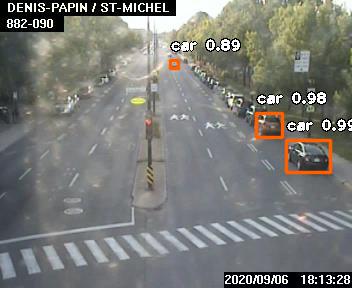 DENIS-PAPIN / ST-MICHEL
882-090
car 0.89
car 0.98
car 0.99
2020/09/06 18:13:28